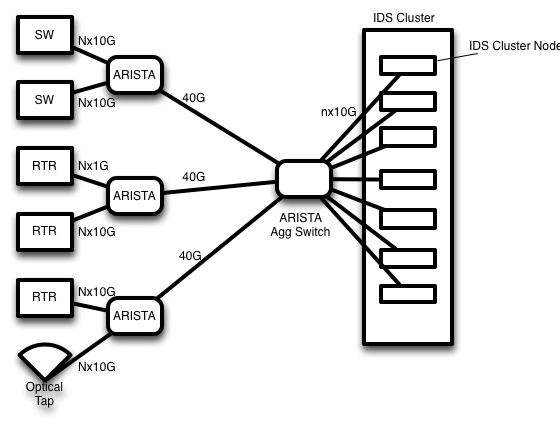 IDS Cluster
IDS Cluster Node
SW
Nx10G
ARISTA
SW
Nx10G
40G
nx10G
RTR
Nx1G
ARISTA
40G
RTR
Nx10G
ARISTA
Agg Switch
40G
RTR
Nx10G
ARISTA
Nx10G
Optical
Tap